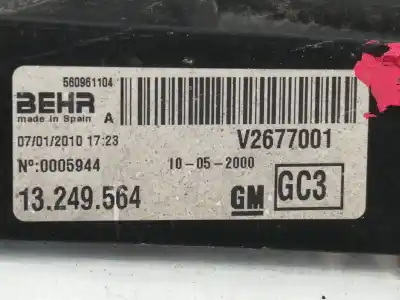 560961104
BEHR
made in Spain A
07/01/2010 17:23 V2677001
Nº:0005944 10-05-2000
13.249.564 GM GC3